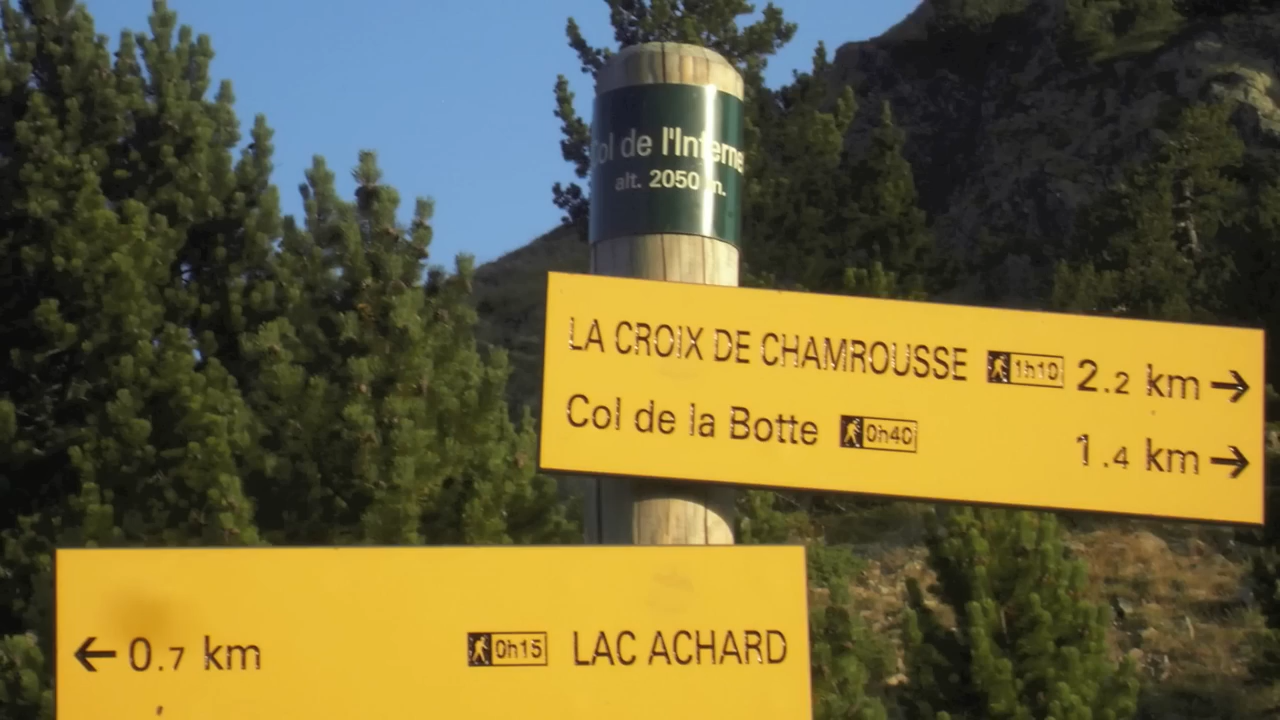 ol de l'Interne
alt. 2050 m.
LA CROIX DE CHAMROUSSE 1h10 2.2 km →
Col de la Botte 0h40 1.4 km →
← 0.7 km 0h15 LAC ACHARD